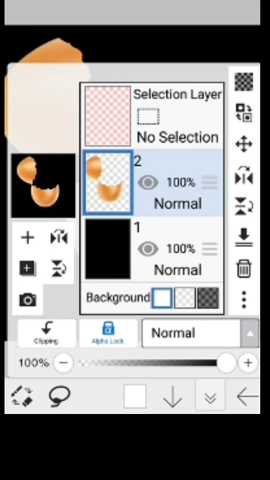 Selection Layer
No Selection
2
100%
Normal
1
100%
Normal
Background
Clipping
Alpha Lock
Normal
100%